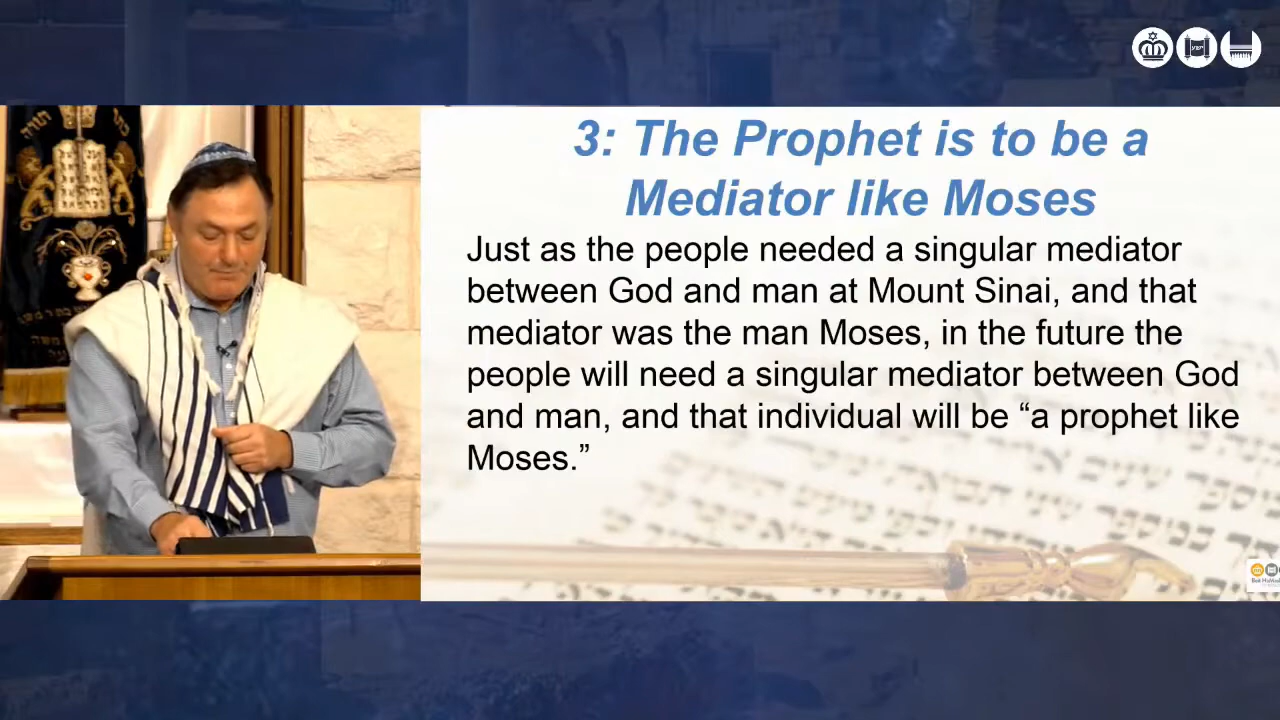 3: The Prophet is to be a
Mediator like Moses
Just as the people needed a singular mediator
between God and man at Mount Sinai, and that
mediator was the man Moses, in the future the
people will need a singular mediator between God
and man, and that individual will be “a prophet like
Moses.”
כתר תורה